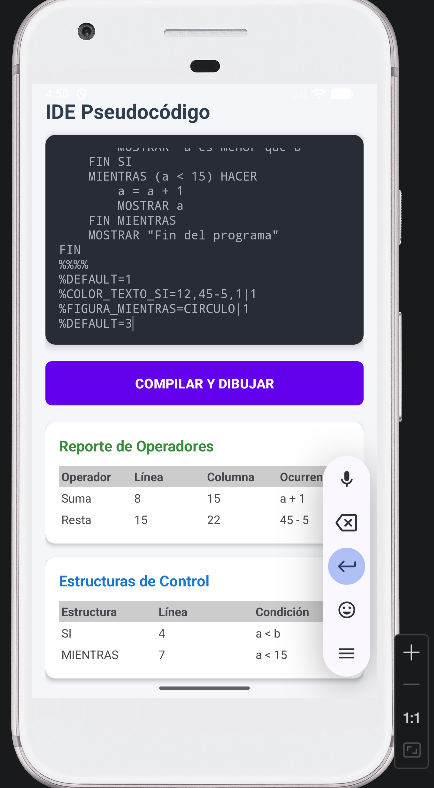 4:50
IDE Pseudocódigo
MOSTRAR "a es menor que b"
FIN SI
MIENTRAS (a < 15) HACER
a = a + 1
MOSTRAR a
FIN MIENTRAS
MOSTRAR "Fin del programa"
FIN
%%%%
%DEFAULT=1
%COLOR_TEXTO_SI=12,45-5,1|1
%FIGURA_MIENTRAS=CIRCULO|1
%DEFAULT=3
COMPILAR Y DIBUJAR
Reporte de Operadores
Operador Línea Columna Ocurren
Suma 8 15 a + 1
Resta 15 22 45 - 5
Estructuras de Control
Estructura Línea Condición
SI 4 a < b
MIENTRAS 7 a < 15
1:1